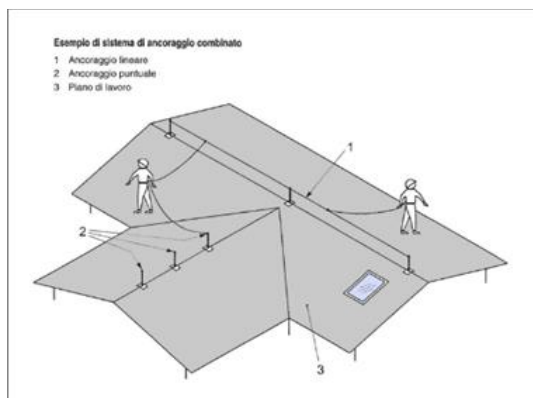 Esempio di sistema di ancoraggio combinato
1 Ancoraggio lineare
2 Ancoraggio puntuale
3 Piano di lavoro
1
2
3